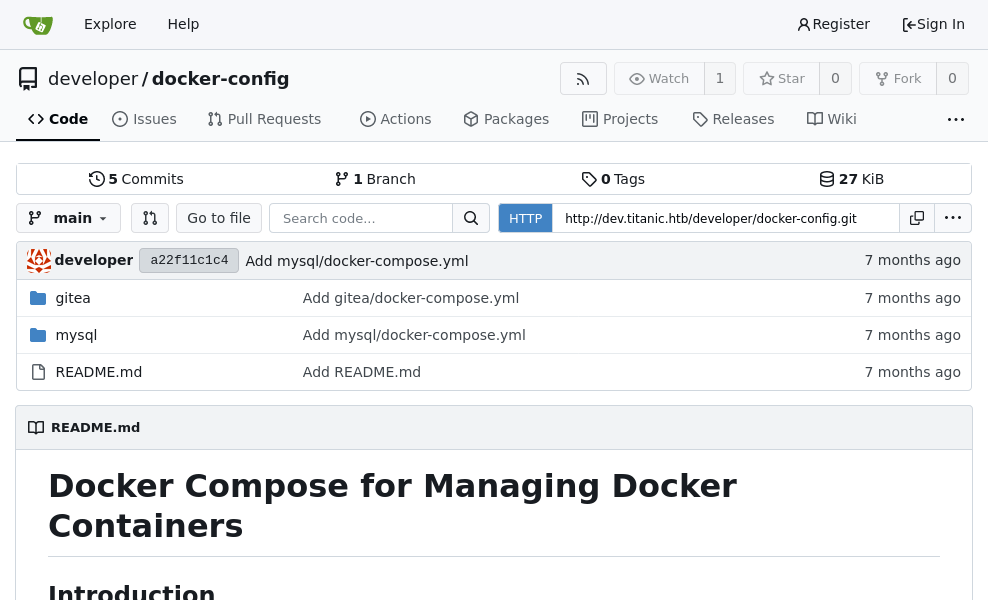 Explore Help Register Sign In
developer / docker-config Watch 1 Star 0 Fork 0
Code Issues Pull Requests Actions Packages Projects Releases Wiki
5 Commits 1 Branch 0 Tags 27 KiB
main Go to file Search code... HTTP http://dev.titanic.htb/developer/docker-config.git
developer a22f11c1c4 Add mysql/docker-compose.yml 7 months ago
gitea Add gitea/docker-compose.yml 7 months ago
mysql Add mysql/docker-compose.yml 7 months ago
README.md Add README.md 7 months ago
README.md
Docker Compose for Managing Docker
Containers
Introduction